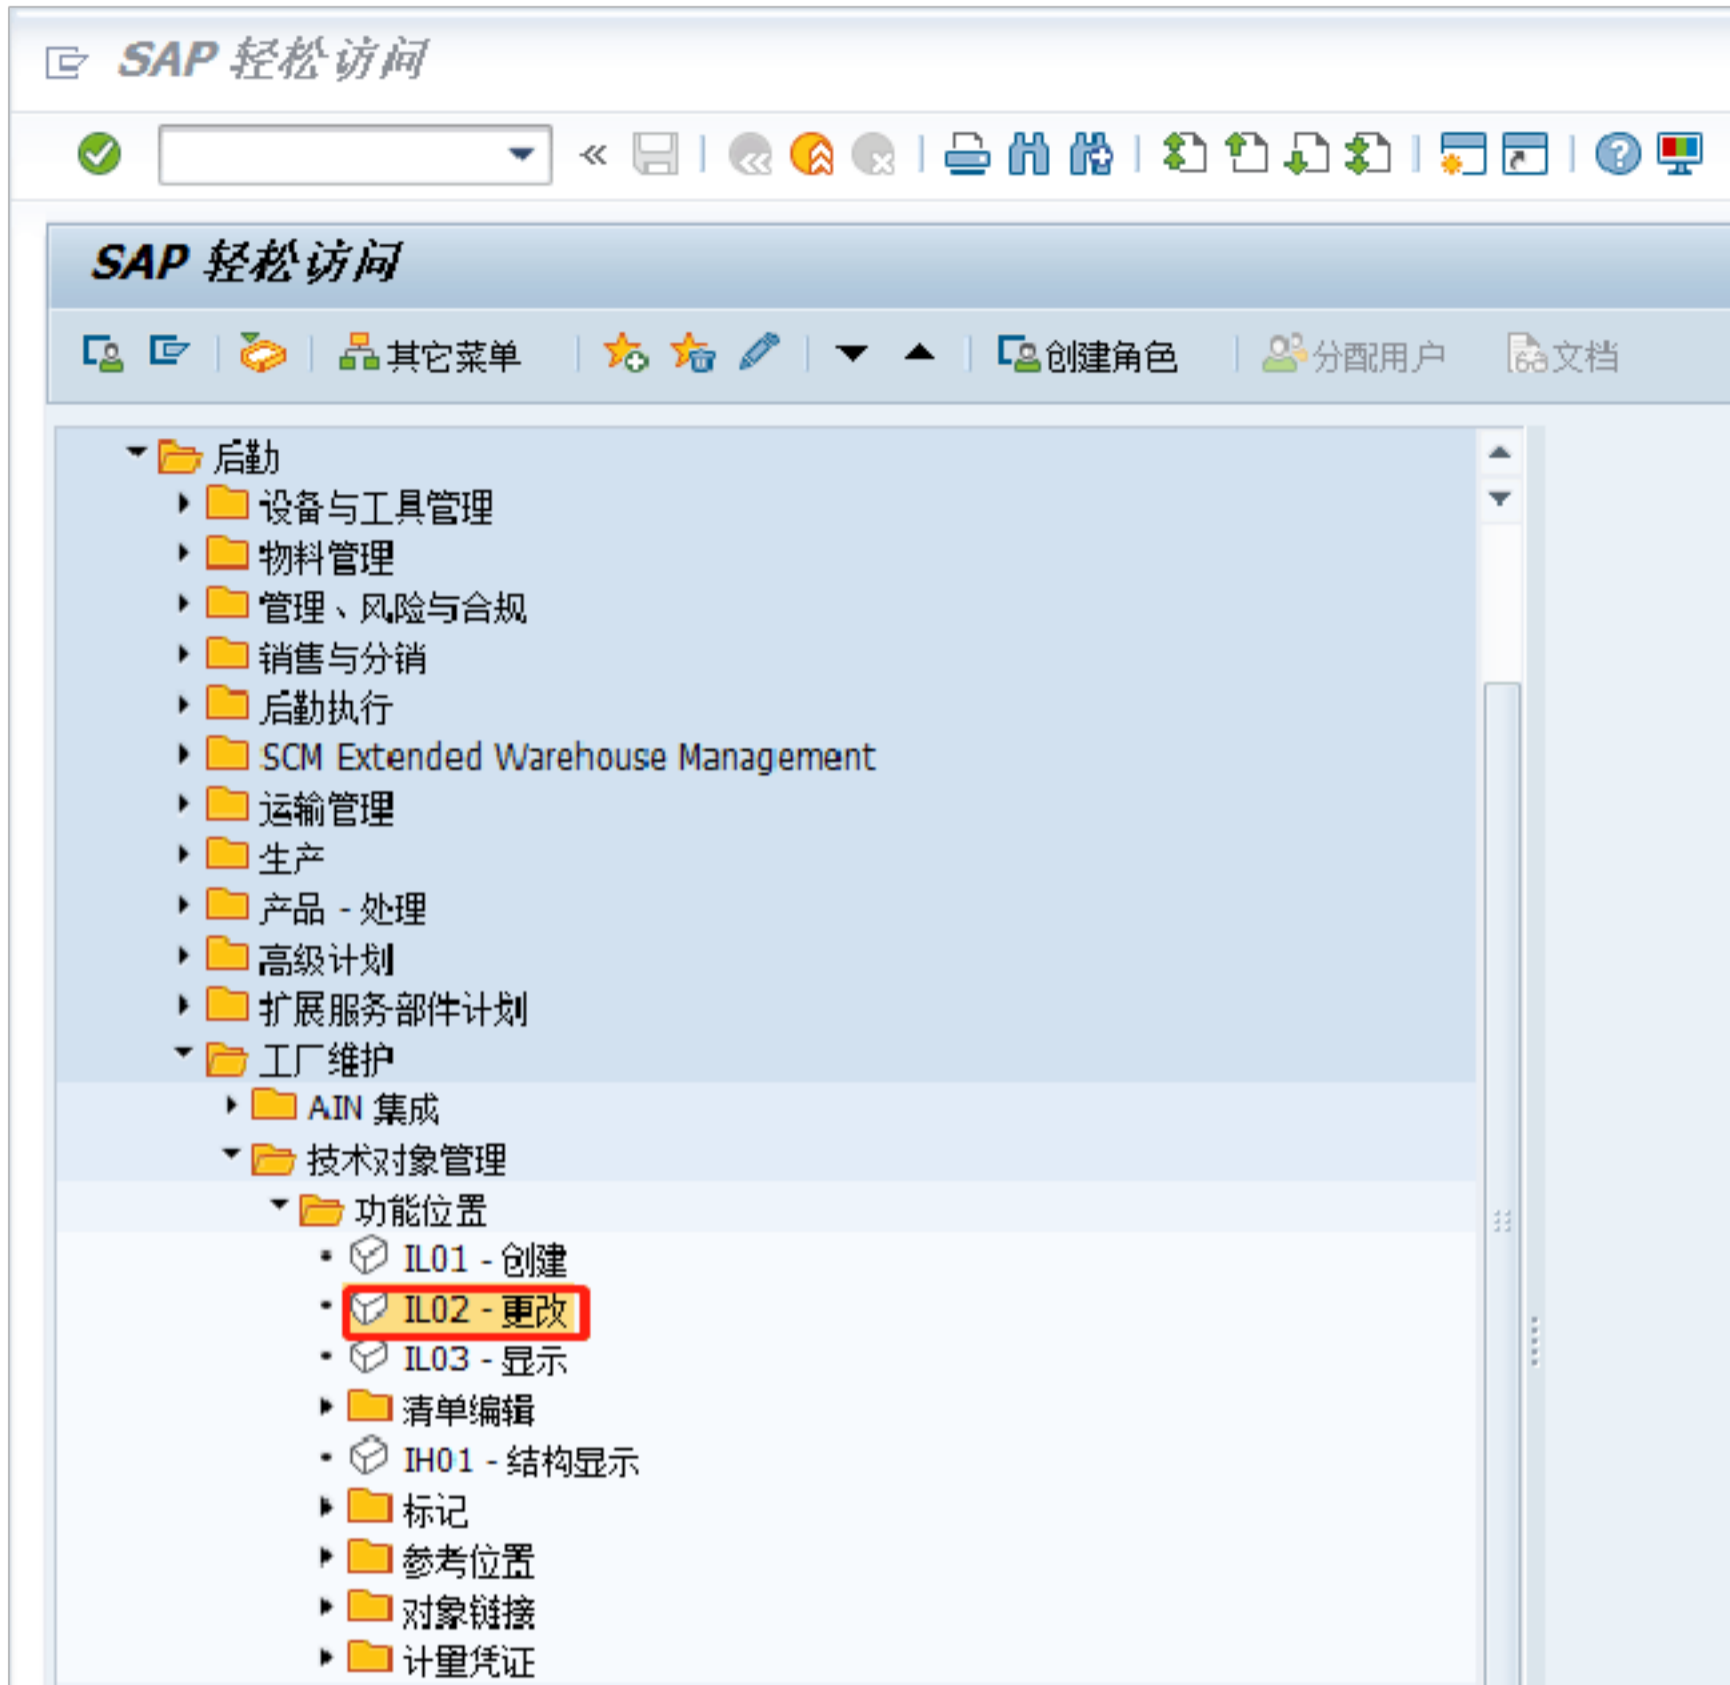 SAP 轻松访问
SAP 轻松访问
其它菜单 创建角色 分配用户 文档
后勤
设备与工具管理
物料管理
管理、风险与合规
销售与分销
后勤执行
SCM Extended Warehouse Management
运输管理
生产
产品 - 处理
高级计划
扩展服务部件计划
工厂维护
AIN 集成
技术对象管理
功能位置
IL01 - 创建
IL02 - 更改
IL03 - 显示
清单编辑
IH01 - 结构显示
标记
参考位置
对象链接
计量凭证